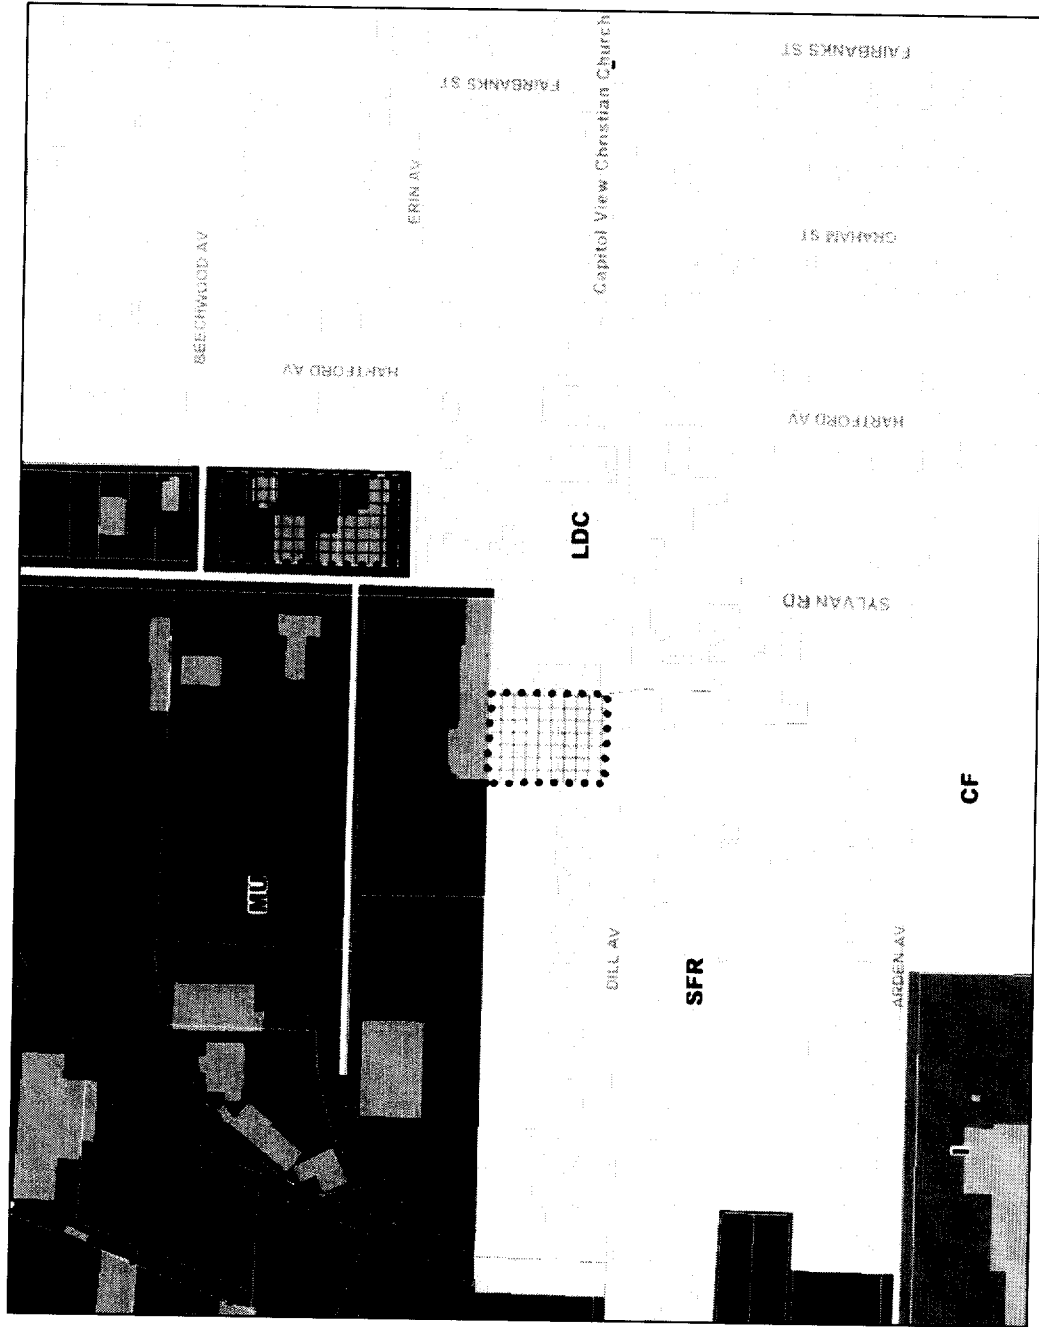 BEECHWOOD AV
ERIN AV
FAIRBANKS ST
Capitol View Christian Church
FAIRBANKS ST
GRAHAM ST
HARTFORD AV
HARTFORD AV
LDC
SYLVAN RD
MU
DILL AV
SFR
ARDEN AV
CF
I